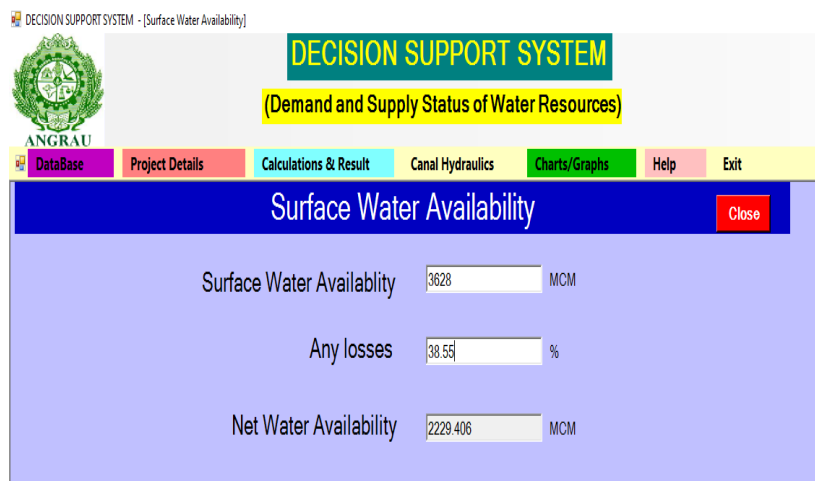 DECISION SUPPORT SYSTEM - [Surface Water Availability]
DECISION SUPPORT SYSTEM
(Demand and Supply Status of Water Resources)
ANGRAU
DataBase Project Details Calculations & Result Canal Hydraulics Charts/Graphs Help Exit
Surface Water Availability Close
Surface Water Availablity 3628 MCM
Any losses 38.55 %
Net Water Availability 2229.406 MCM